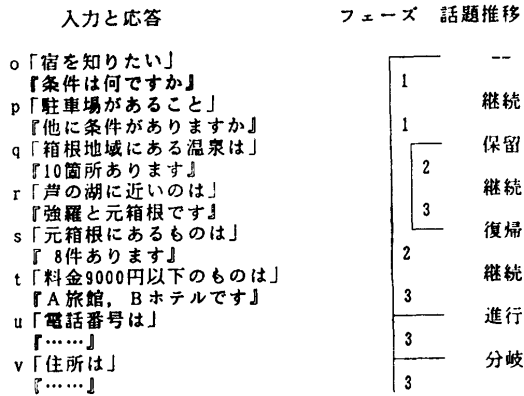 入力と応答 フェーズ 話題推移
o「宿を知りたい」 --
『条件は何ですか』 1
継続
p「駐車場があること」
『他に条件がありますか』 1
保留
q「箱根地域にある温泉は」
『10箇所あります』 2
継続
r「芦の湖に近いのは」
『強羅と元箱根です』 3
復帰
s「元箱根にあるものは」
『 8件あります』 2
継続
t「料金9000円以下のものは」
『A旅館, Bホテルです』 3
進行
u「電話番号は」
『……』 3
分岐
v「住所は」
『……』 3